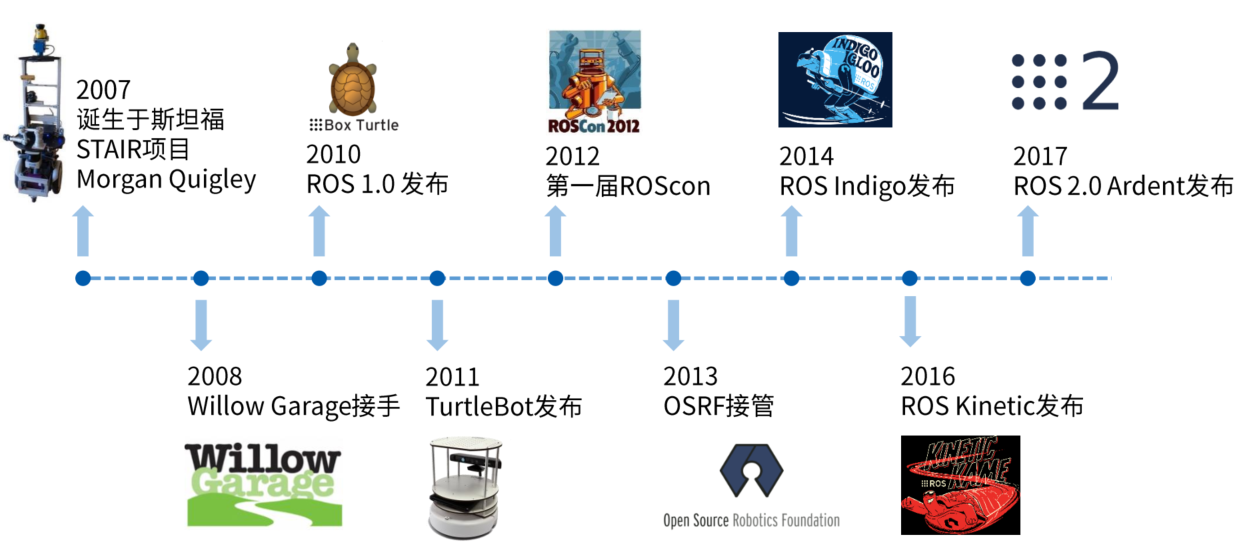 2007
诞生于斯坦福
STAIR项目
Morgan Quigley
Box Turtle
2010
ROS 1.0 发布
ROSCon 2012
2012
第一届ROScon
INDIGO
IGLOO
ROS
2014
ROS Indigo发布
2
2017
ROS 2.0 Ardent发布
2008
Willow Garage接手
Willow
Garage
2011
TurtleBot发布
2013
OSRF接管
Open Source Robotics Foundation
2016
ROS Kinetic发布
KINETIC
KAME
ROS